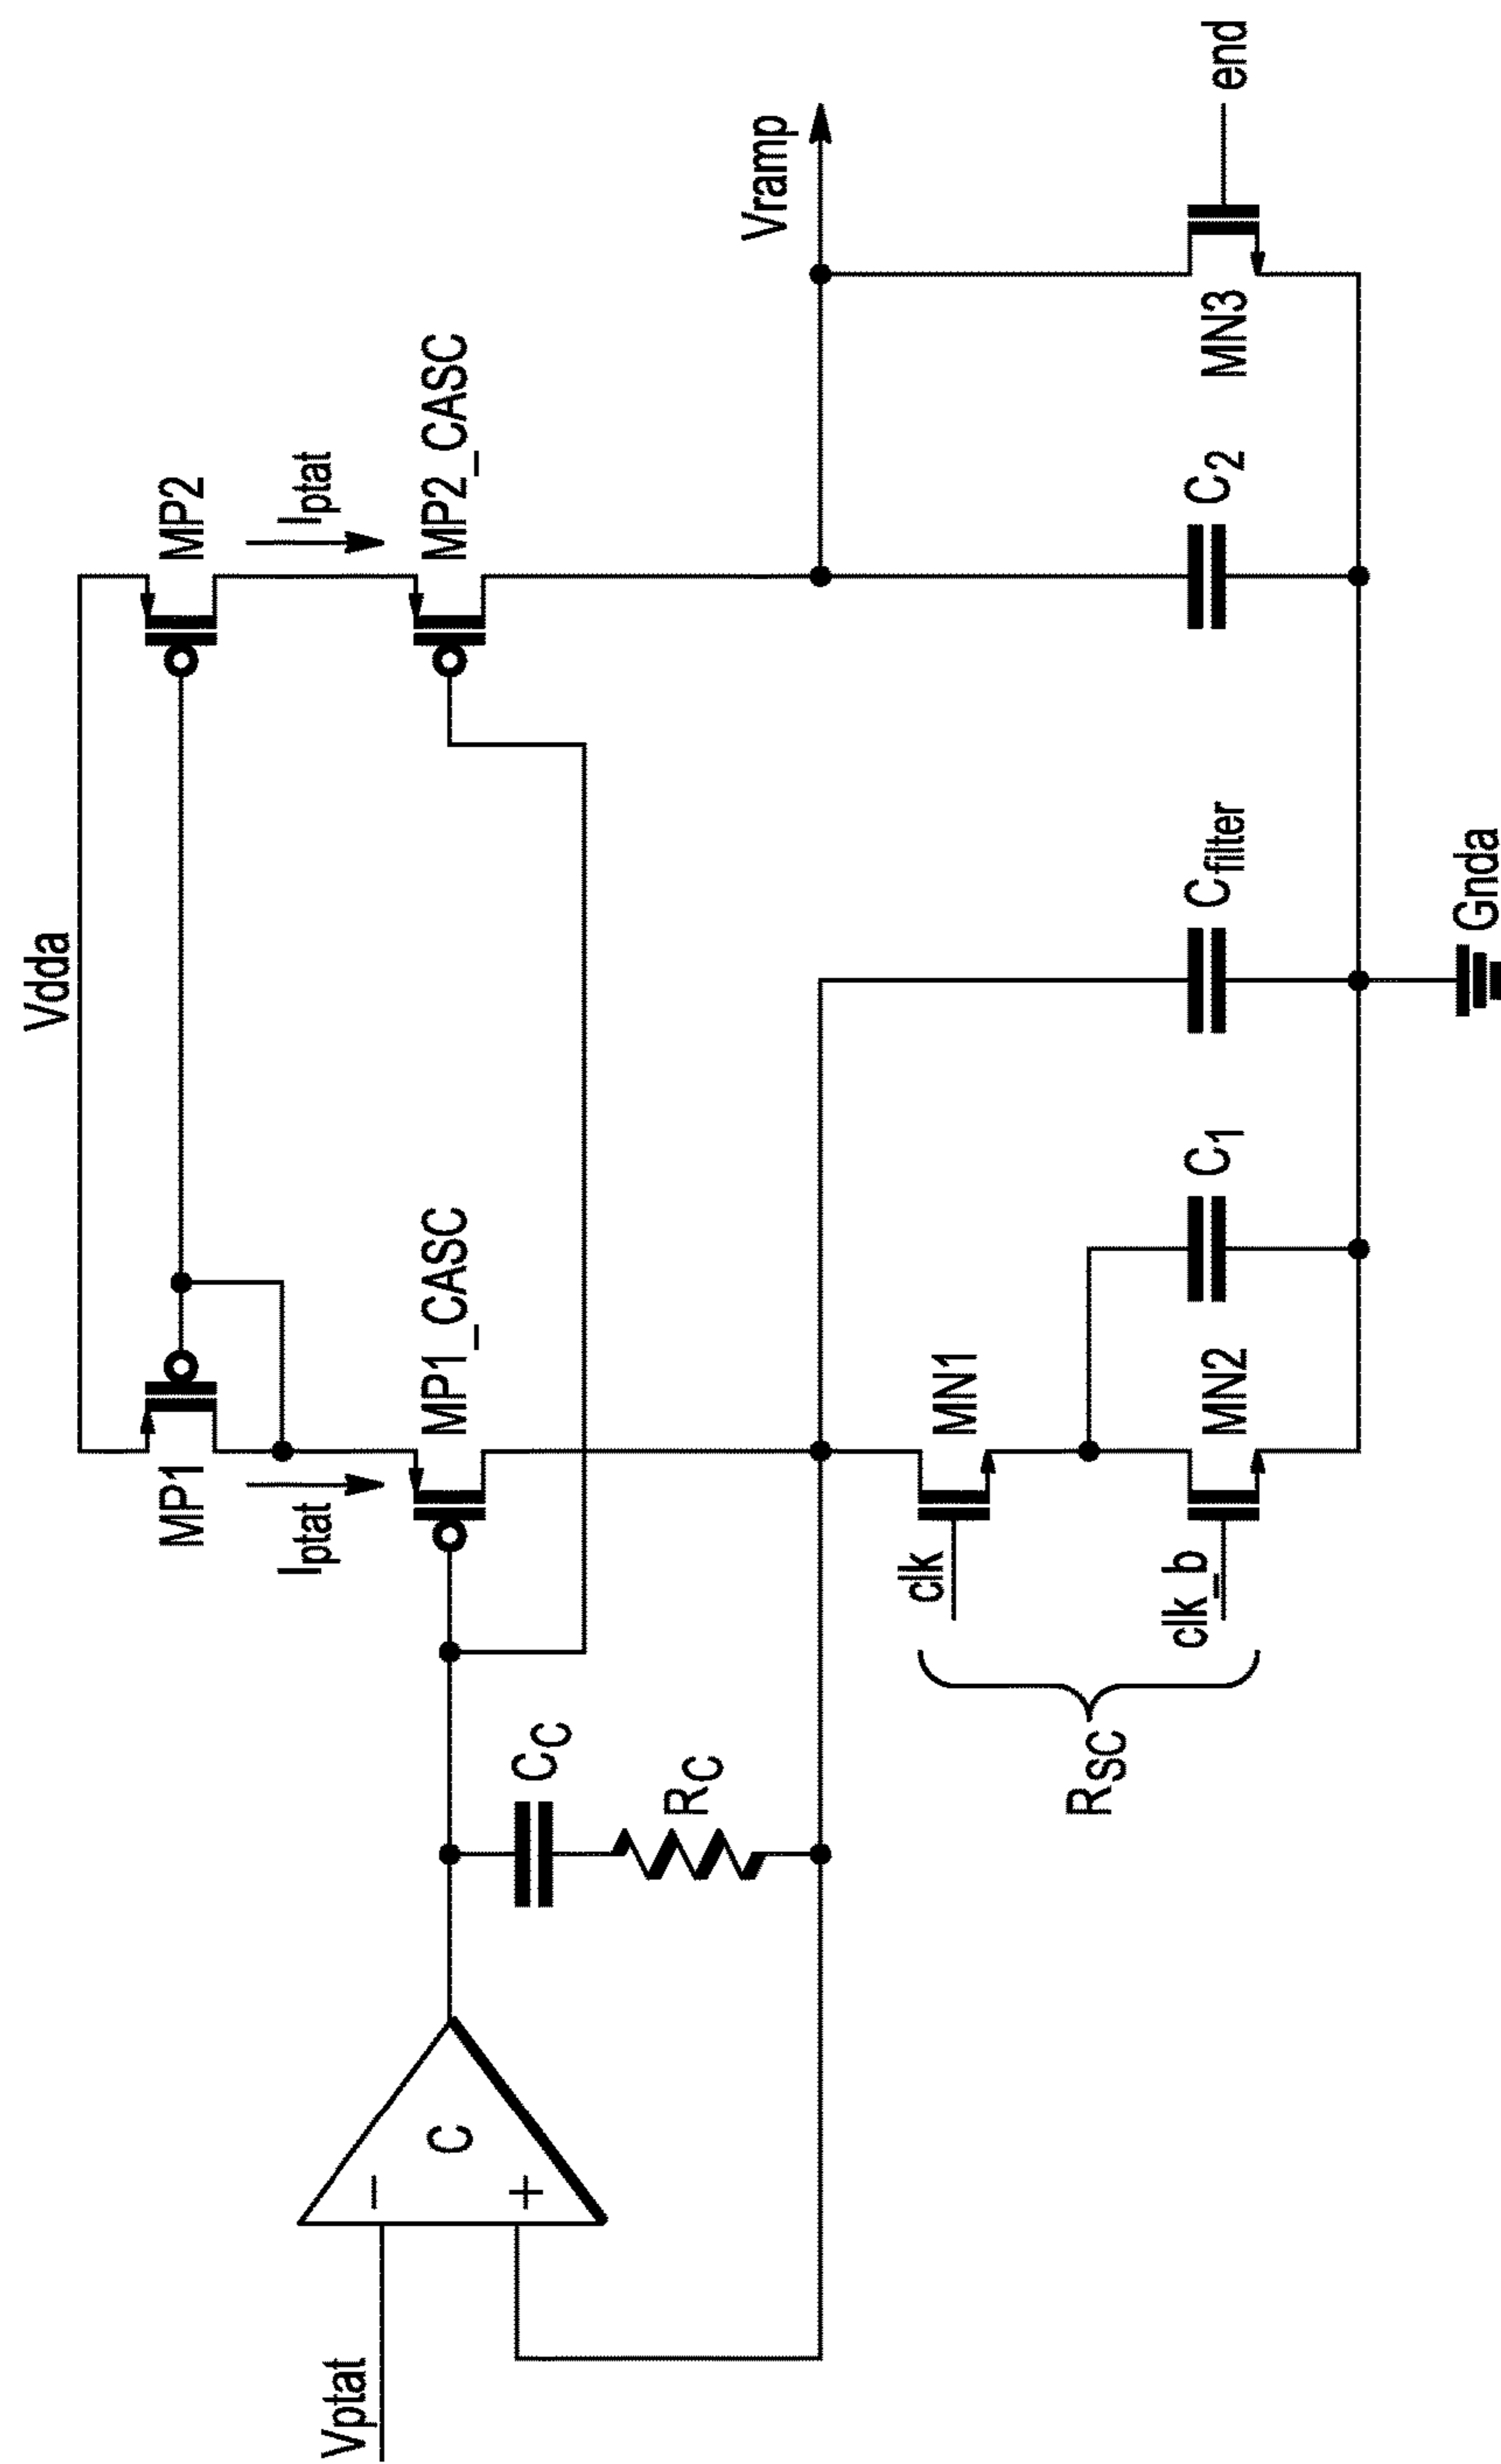 Vdda
MP1
MP2
Iptat
Iptat
MP1_CASC
MP2_CASC
Vptat
−
C
+
CC
RC
Vramp
clk
MN1
RSC
clk_b
MN2
C1
Cfilter
C2
MN3
end
Gnda